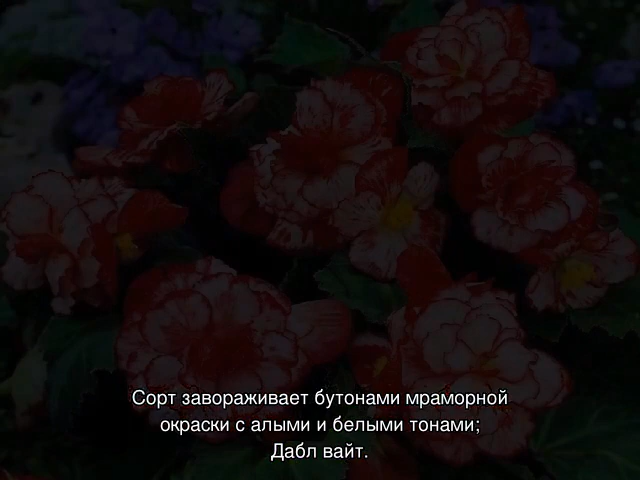 Сорт завораживает бутонами мраморной
окраски с алыми и белыми тонами;
Дабл вайт.